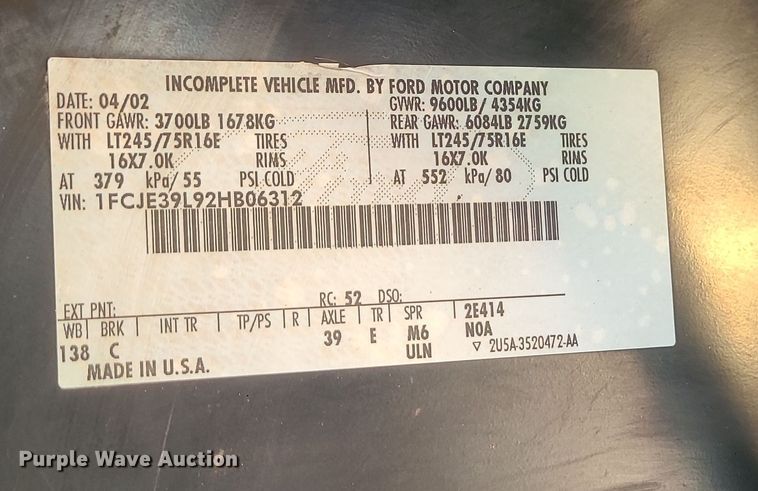 INCOMPLETE VEHICLE MFD. BY FORD MOTOR COMPANY
DATE: 04/02 GVWR: 9600LB/ 4354KG
FRONT GAWR: 3700LB 1678KG REAR GAWR: 6084LB 2759KG
WITH LT245/75R16E TIRES WITH LT245/75R16E TIRES
16X7.0K RIMS 16X7.0K RIMS
AT 379 kPa/ 55 PSI COLD AT 552 kPa/ 80 PSI COLD
VIN: 1FCJE39L92HB06312
EXT PNT: RC: 52 DSO:
WB BRK INT TR TP/PS R AXLE TR SPR 2E414
138 C 39 E M6 NOA
ULN ▽ 2U5A-3520472-AA
MADE IN U.S.A.
Purple Wave Auction